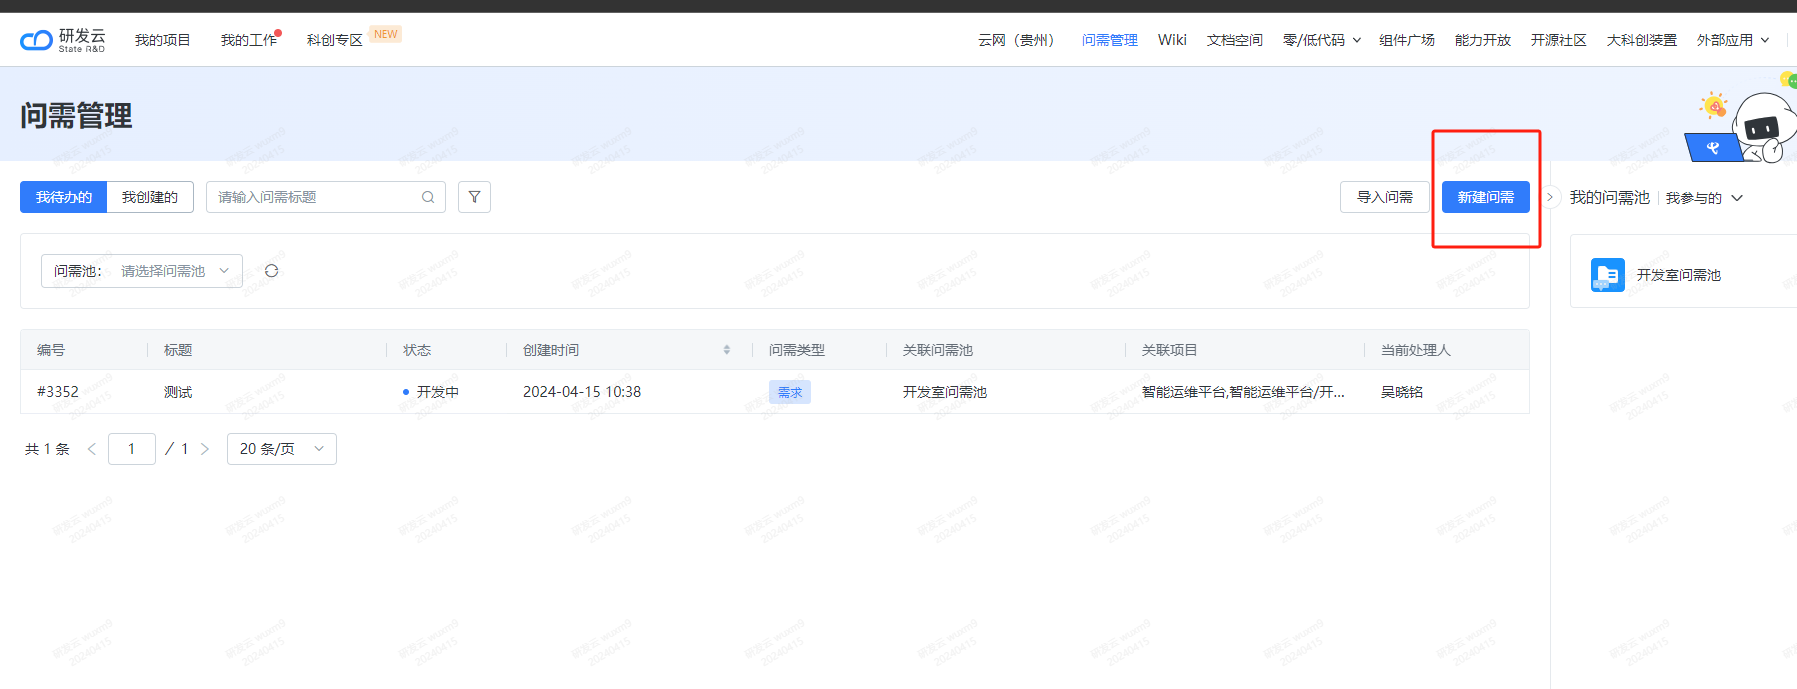 研发云
State R&D
我的项目
我的工作
科创专区
NEW
云网（贵州）
问需管理
Wiki
文档空间
零/低代码
组件广场
能力开放
开源社区
大科创装置
外部应用
问需管理
我待办的
我创建的
请输入问需标题
导入问需
新建问需
我的问需池
我参与的
问需池：
请选择问需池
开发室问需池
编号
标题
状态
创建时间
问需类型
关联问需池
关联项目
当前处理人
#3352
测试
开发中
2024-04-15 10:38
需求
开发室问需池
智能运维平台,智能运维平台/开...
吴晓铭
共 1 条
1
/ 1
20 条/页
研发云 wuxm9
20240415